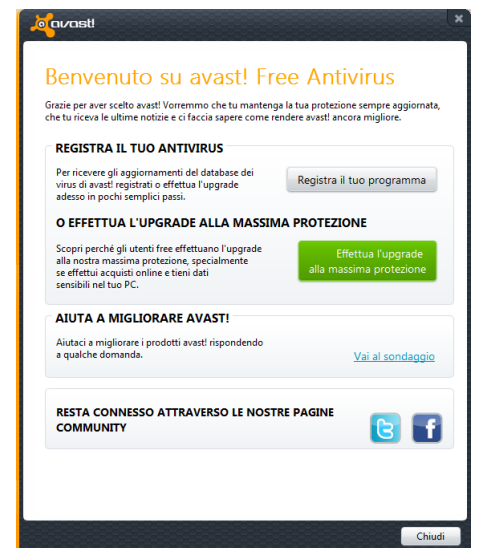 avast!
Benvenuto su avast! Free Antivirus
Grazie per aver scelto avast! Vorremmo che tu mantenga la tua protezione sempre aggiornata,
che tu riceva le ultime notizie e ci faccia sapere come rendere avast! ancora migliore.
REGISTRA IL TUO ANTIVIRUS
Per ricevere gli aggiornamenti del database dei
virus di avast! registrati o effettua l'upgrade
adesso in pochi semplici passi.
Registra il tuo programma
O EFFETTUA L'UPGRADE ALLA MASSIMA PROTEZIONE
Scopri perché gli utenti free effettuano l'upgrade
alla nostra massima protezione, specialmente
se effettui acquisti online e tieni dati
sensibili nel tuo PC.
Effettua l'upgrade
alla massima protezione
AIUTA A MIGLIORARE AVAST!
Aiutaci a migliorare i prodotti avast! rispondendo
a qualche domanda.
Vai al sondaggio
RESTA CONNESSO ATTRAVERSO LE NOSTRE PAGINE
COMMUNITY
Chiudi